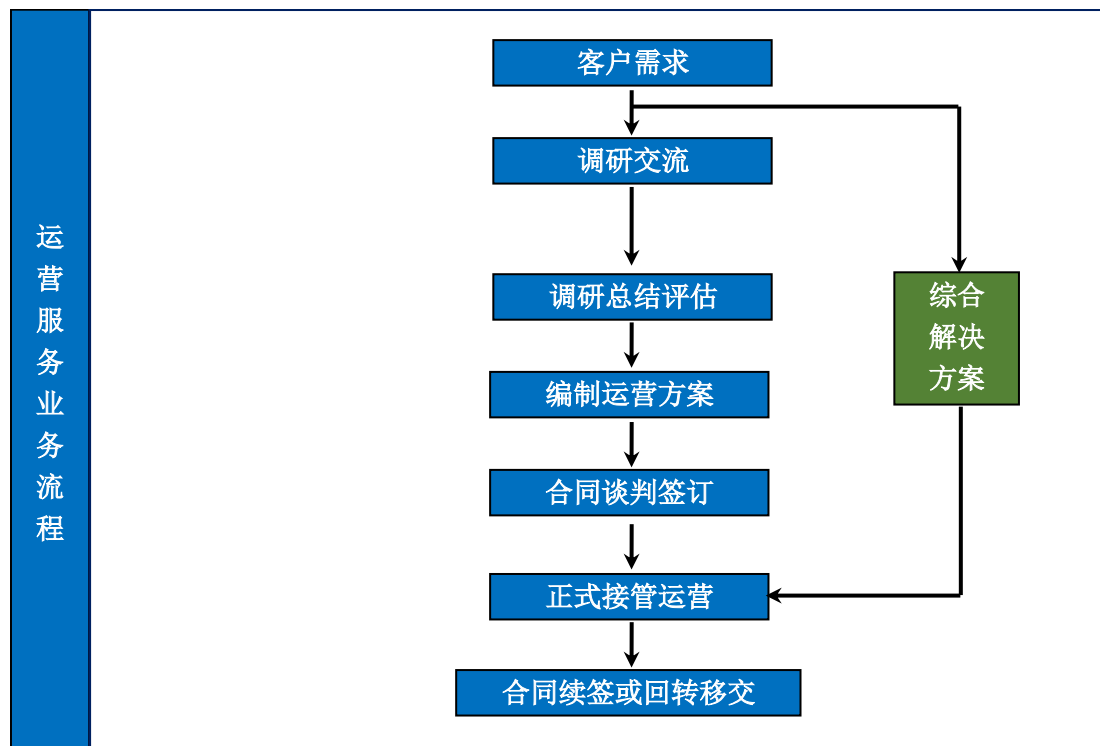 运营服务业务流程
客户需求
调研交流
调研总结评估
综合
解决
方案
编制运营方案
合同谈判签订
正式接管运营
合同续签或回转移交